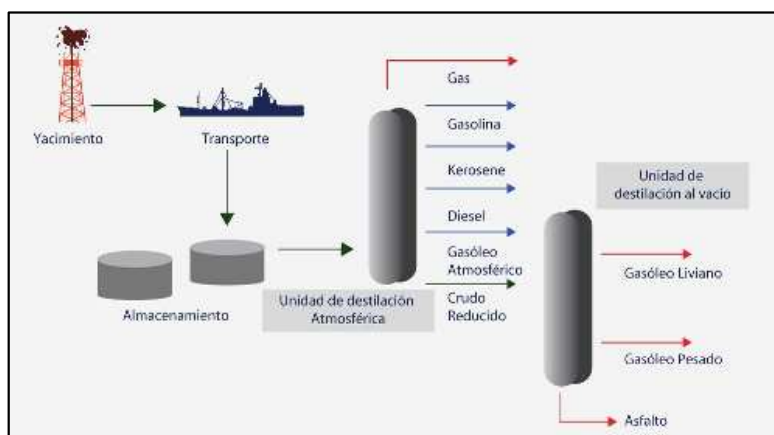 Yacimiento
Transporte
Almacenamiento
Unidad de destilación
Atmosférica
Gas
Gasolina
Kerosene
Diesel
Gasóleo
Atmosférico
Crudo
Reducido
Unidad de
destilación al vacio
Gasóleo Liviano
Gasóleo Pesado
Asfalto